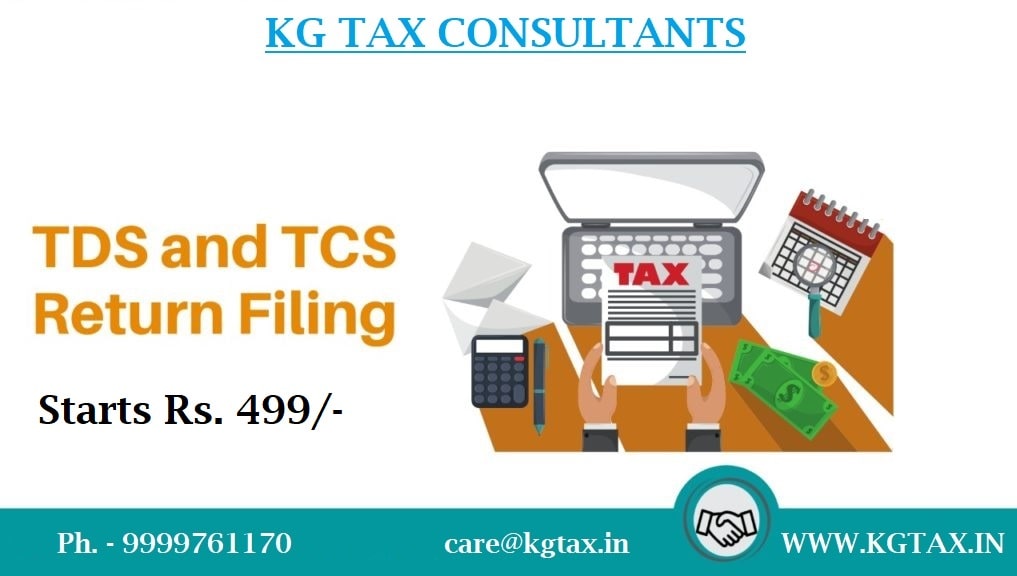 KG TAX CONSULTANTS
TDS and TCS
Return Filing
Starts Rs. 499/-
TAX
Ph. - 9999761170
care@kgtax.in
WWW.KGTAX.IN